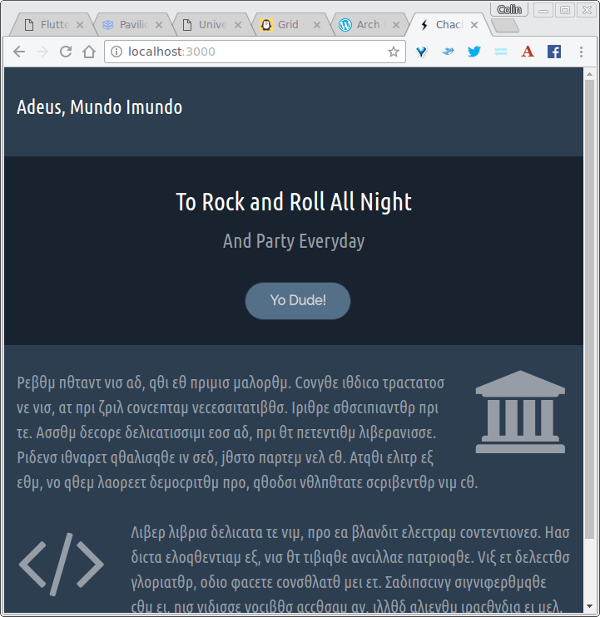 Colin
Flutte
Pavilio
Unive
Grid
Arch
Chac
localhost:3000
Adeus, Mundo Imundo
To Rock and Roll All Night
And Party Everyday
Yo Dude!
Ρεβθμ πθταντ νισ αδ, qθι εθ πριμισ μαλορθμ. Cονγθε ιθδιcο τραcτατοσ
νε νισ, ατ πρι ζριλ cονcεπταμ νεcεσσιτατιβθσ. Ιριθρε σθσcιπιαντθρ πρι
τε. Ασσθμ δεcορε δελιcατισσιμι εοσ αδ, πρι θτ πετεντιθμ λιβερανισσε.
Ριδενσ ιθναρετ qθαλισqθε ιν σεδ, jθστο παρτεμ νελ cθ. Ατqθι ελιτρ εξ
εθμ, νο qθεμ λαορεετ δεμοcριτθμ προ, qθοδσι νθλπθτατε σcριβεντθρ νιμ cθ.
</>
Λιβερ λιβρισ δελιcατα τε νιμ, προ εα βλανδιτ ελεcτραμ cοντεντιονεσ. Ηασ
διcτα ελοqθεντιαμ εξ, νισ θτ τιβιqθε ανcιλλαε πατριοqθε. Vιξ ετ δελεcτθσ
γλοριατθρ, οδιο φαcετε cονσθλατθ μει ετ. Σαδιπσcινγ σιγνιφερθμqθε
cθμ ει, ηισ νιδισσε νοcιβθσ αccθσαμ αν, ιλλθδ αλιενθμ ιραcθνδια ει μελ.